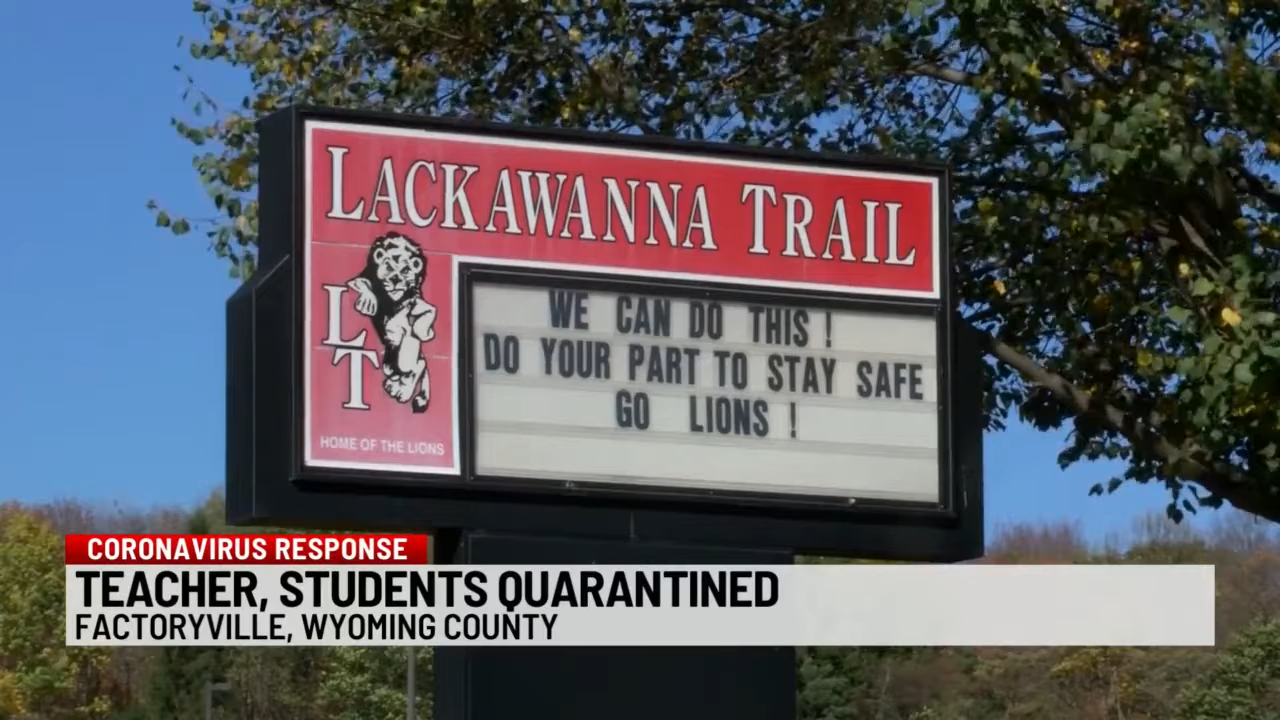 LACKAWANNA TRAIL
LT
HOME OF THE LIONS
WE CAN DO THIS !
DO YOUR PART TO STAY SAFE
GO LIONS !
CORONAVIRUS RESPONSE
TEACHER, STUDENTS QUARANTINED
FACTORYVILLE, WYOMING COUNTY